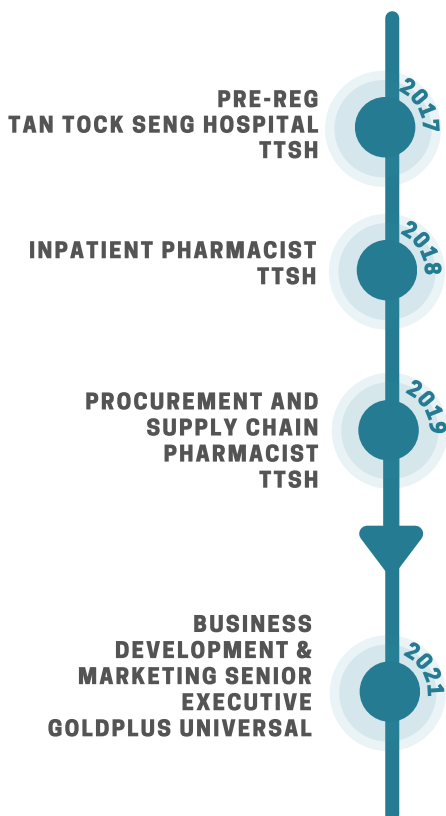 2017
PRE-REG
TAN TOCK SENG HOSPITAL
TTSH
2018
INPATIENT PHARMACIST
TTSH
2019
PROCUREMENT AND
SUPPLY CHAIN
PHARMACIST
TTSH
2021
BUSINESS
DEVELOPMENT &
MARKETING SENIOR
EXECUTIVE
GOLDPLUS UNIVERSAL